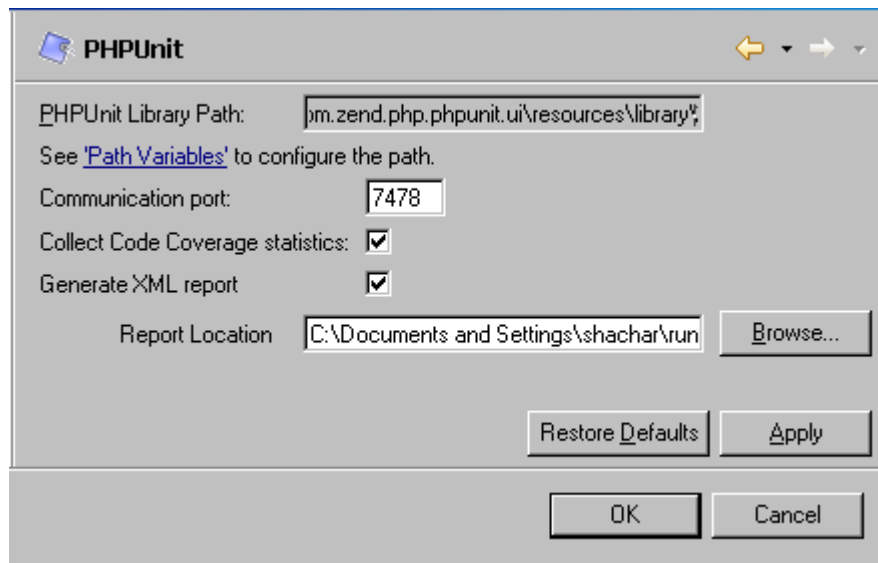 PHPUnit
PHPUnit Library Path: om.zend.php.phpunit.ui\resources\library";
See 'Path Variables' to configure the path.
Communication port: 7478
Collect Code Coverage statistics:
Generate XML report
Report Location C:\Documents and Settings\shachar\run Browse...
Restore Defaults Apply
OK Cancel